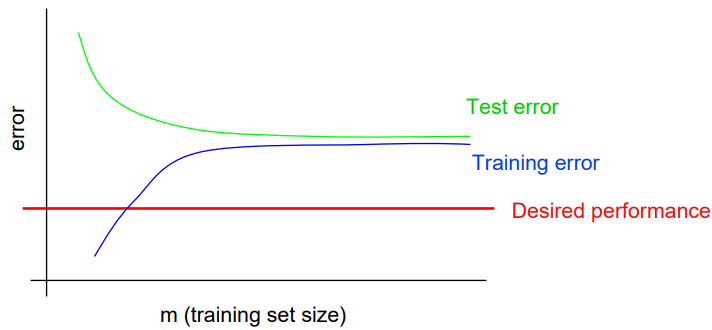 error
Test error
Training error
Desired performance
m (training set size)